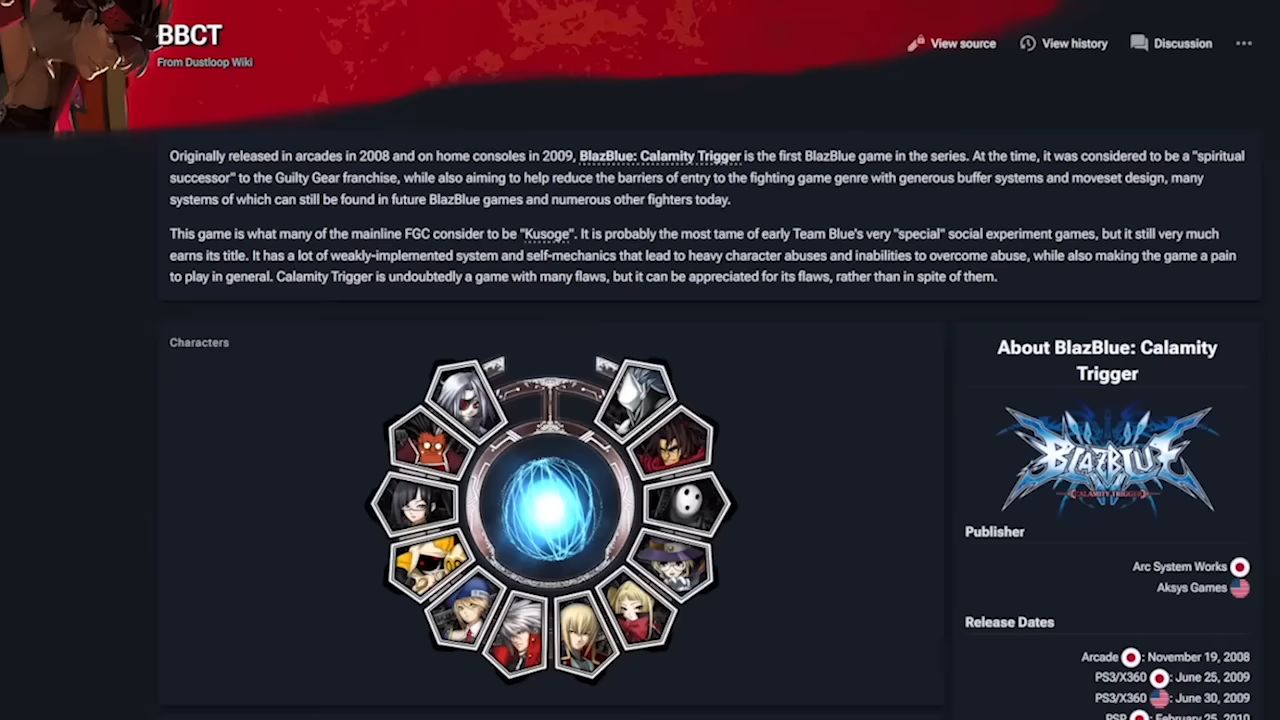 BBCT
From Dustloop Wiki
View source
View history
Discussion
Originally released in arcades in 2008 and on home consoles in 2009, BlazBlue: Calamity Trigger is the first BlazBlue game in the series. At the time, it was considered to be a "spiritual
successor" to the Guilty Gear franchise, while also aiming to help reduce the barriers of entry to the fighting game genre with generous buffer systems and moveset design, many
systems of which can still be found in future BlazBlue games and numerous other fighters today.
This game is what many of the mainline FGC consider to be "Kusoge". It is probably the most tame of early Team Blue's very "special" social experiment games, but it still very much
earns its title. It has a lot of weakly-implemented system and self-mechanics that lead to heavy character abuses and inabilities to overcome abuse, while also making the game a pain
to play in general. Calamity Trigger is undoubtedly a game with many flaws, but it can be appreciated for its flaws, rather than in spite of them.
Characters
About BlazBlue: Calamity
Trigger
BLAZBLUE
CALAMITY TRIGGER
Publisher
Arc System Works
Aksys Games
Release Dates
Arcade : November 19, 2008
PS3/X360 : June 25, 2009
PS3/X360 : June 30, 2009
PSP : February 25, 2010